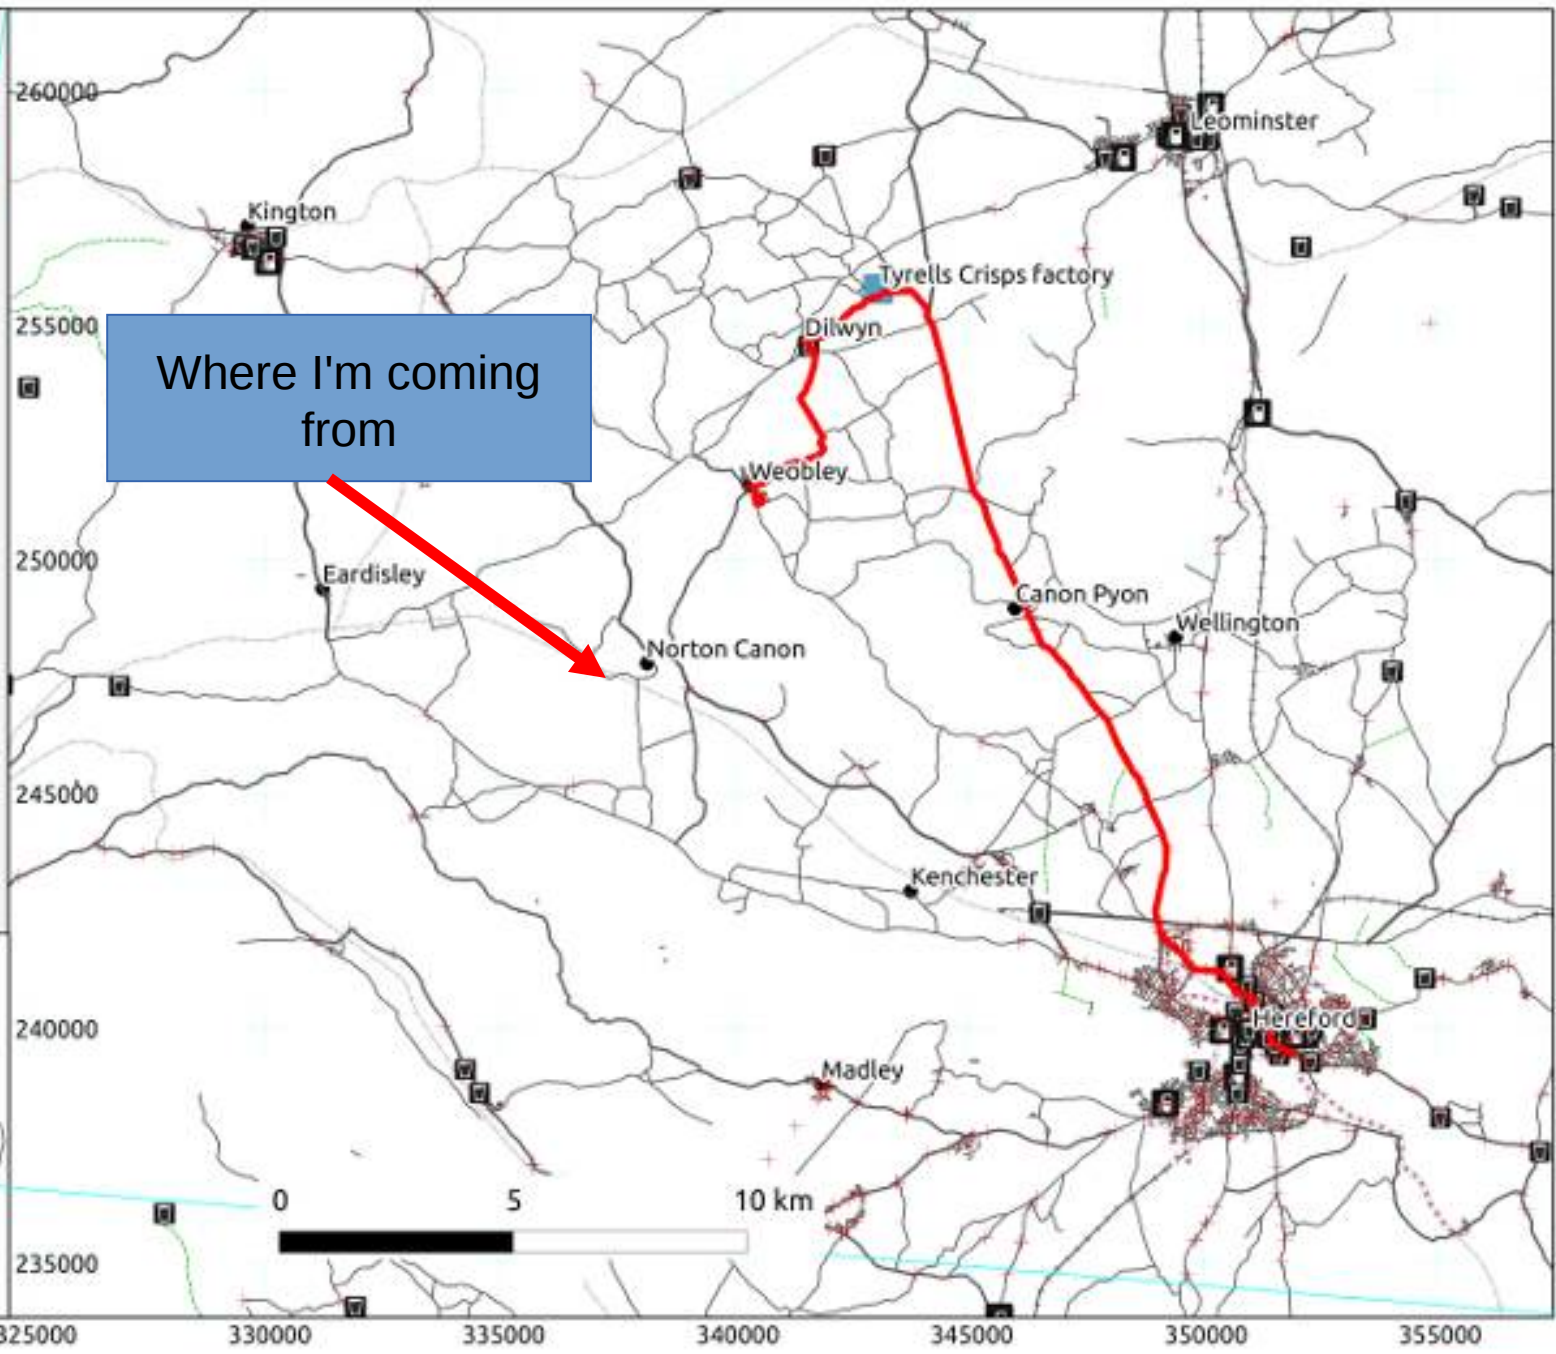 260000
Leominster
Kington
Tyrells Crisps factory
255000
Dilwyn
Where I'm coming
from
Weobley
250000
Eardisley
Canon Pyon
Wellington
Norton Canon
245000
Kenchester
240000
Hereford
Madley
0 5 10 km
235000
325000 330000 335000 340000 345000 350000 355000